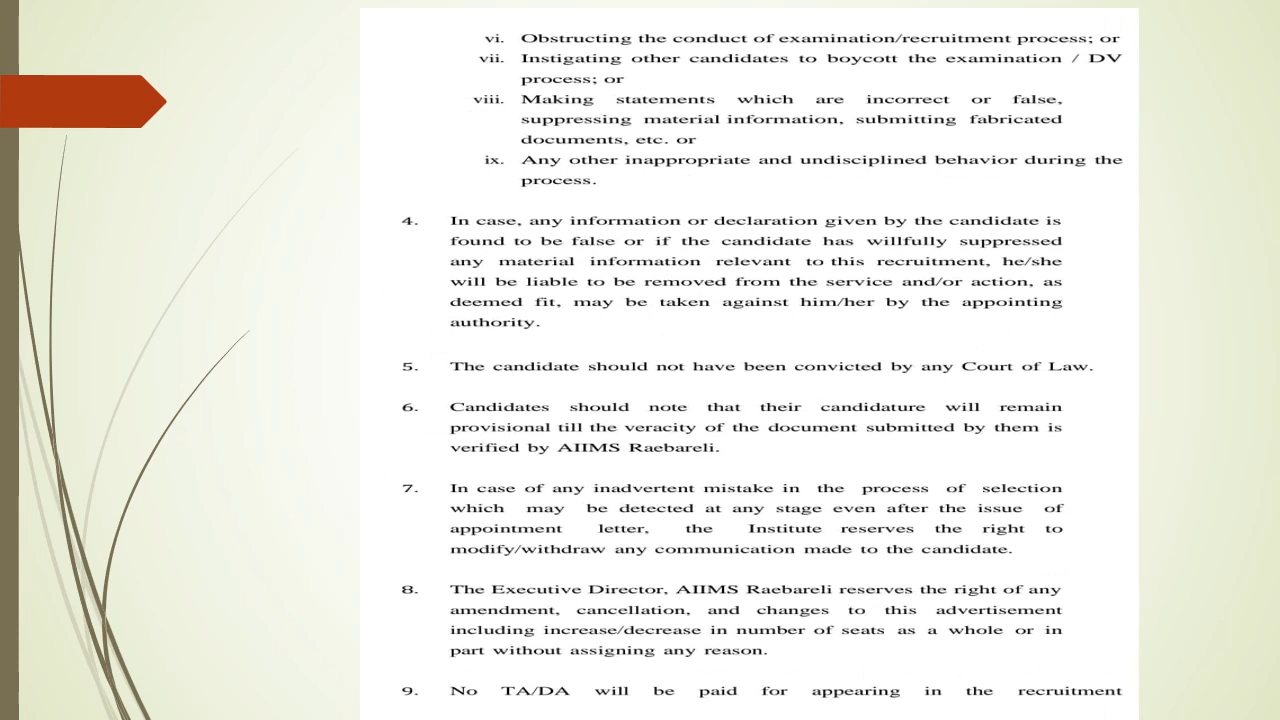 vi. Obstructing the conduct of examination/recruitment process; or
vii. Instigating other candidates to boycott the examination / DV
process; or
viii. Making statements which are incorrect or false,
suppressing material information, submitting fabricated
documents, etc. or
ix. Any other inappropriate and undisciplined behavior during the
process.
4. In case, any information or declaration given by the candidate is
found to be false or if the candidate has willfully suppressed
any material information relevant to this recruitment, he/she
will be liable to be removed from the service and/or action, as
deemed fit, may be taken against him/her by the appointing
authority.
5. The candidate should not have been convicted by any Court of Law.
6. Candidates should note that their candidature will remain
provisional till the veracity of the document submitted by them is
verified by AIIMS Raebareli.
7. In case of any inadvertent mistake in the process of selection
which may be detected at any stage even after the issue of
appointment letter, the Institute reserves the right to
modify/withdraw any communication made to the candidate.
8. The Executive Director, AIIMS Raebareli reserves the right of any
amendment, cancellation, and changes to this advertisement
including increase/decrease in number of seats as a whole or in
part without assigning any reason.
9. No TA/DA will be paid for appearing in the recruitment